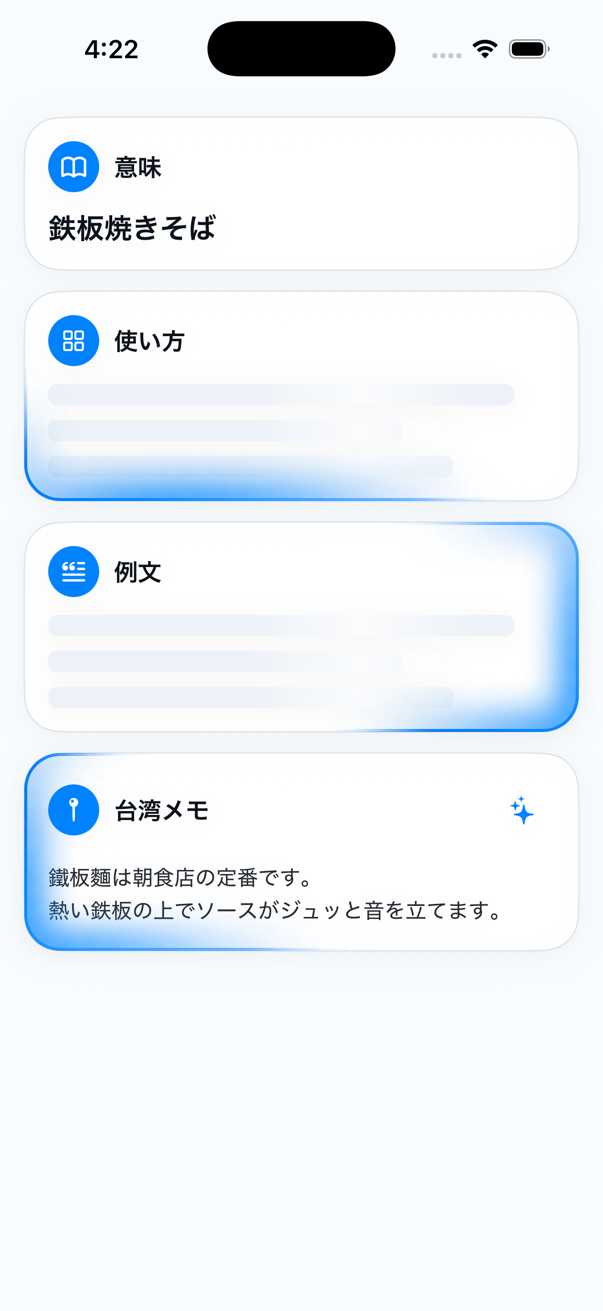 4:22
意味
鉄板焼きそば
使い方
例文
台湾メモ
鐵板麵は朝食店の定番です。
熱い鉄板の上でソースがジュッと音を立てます。